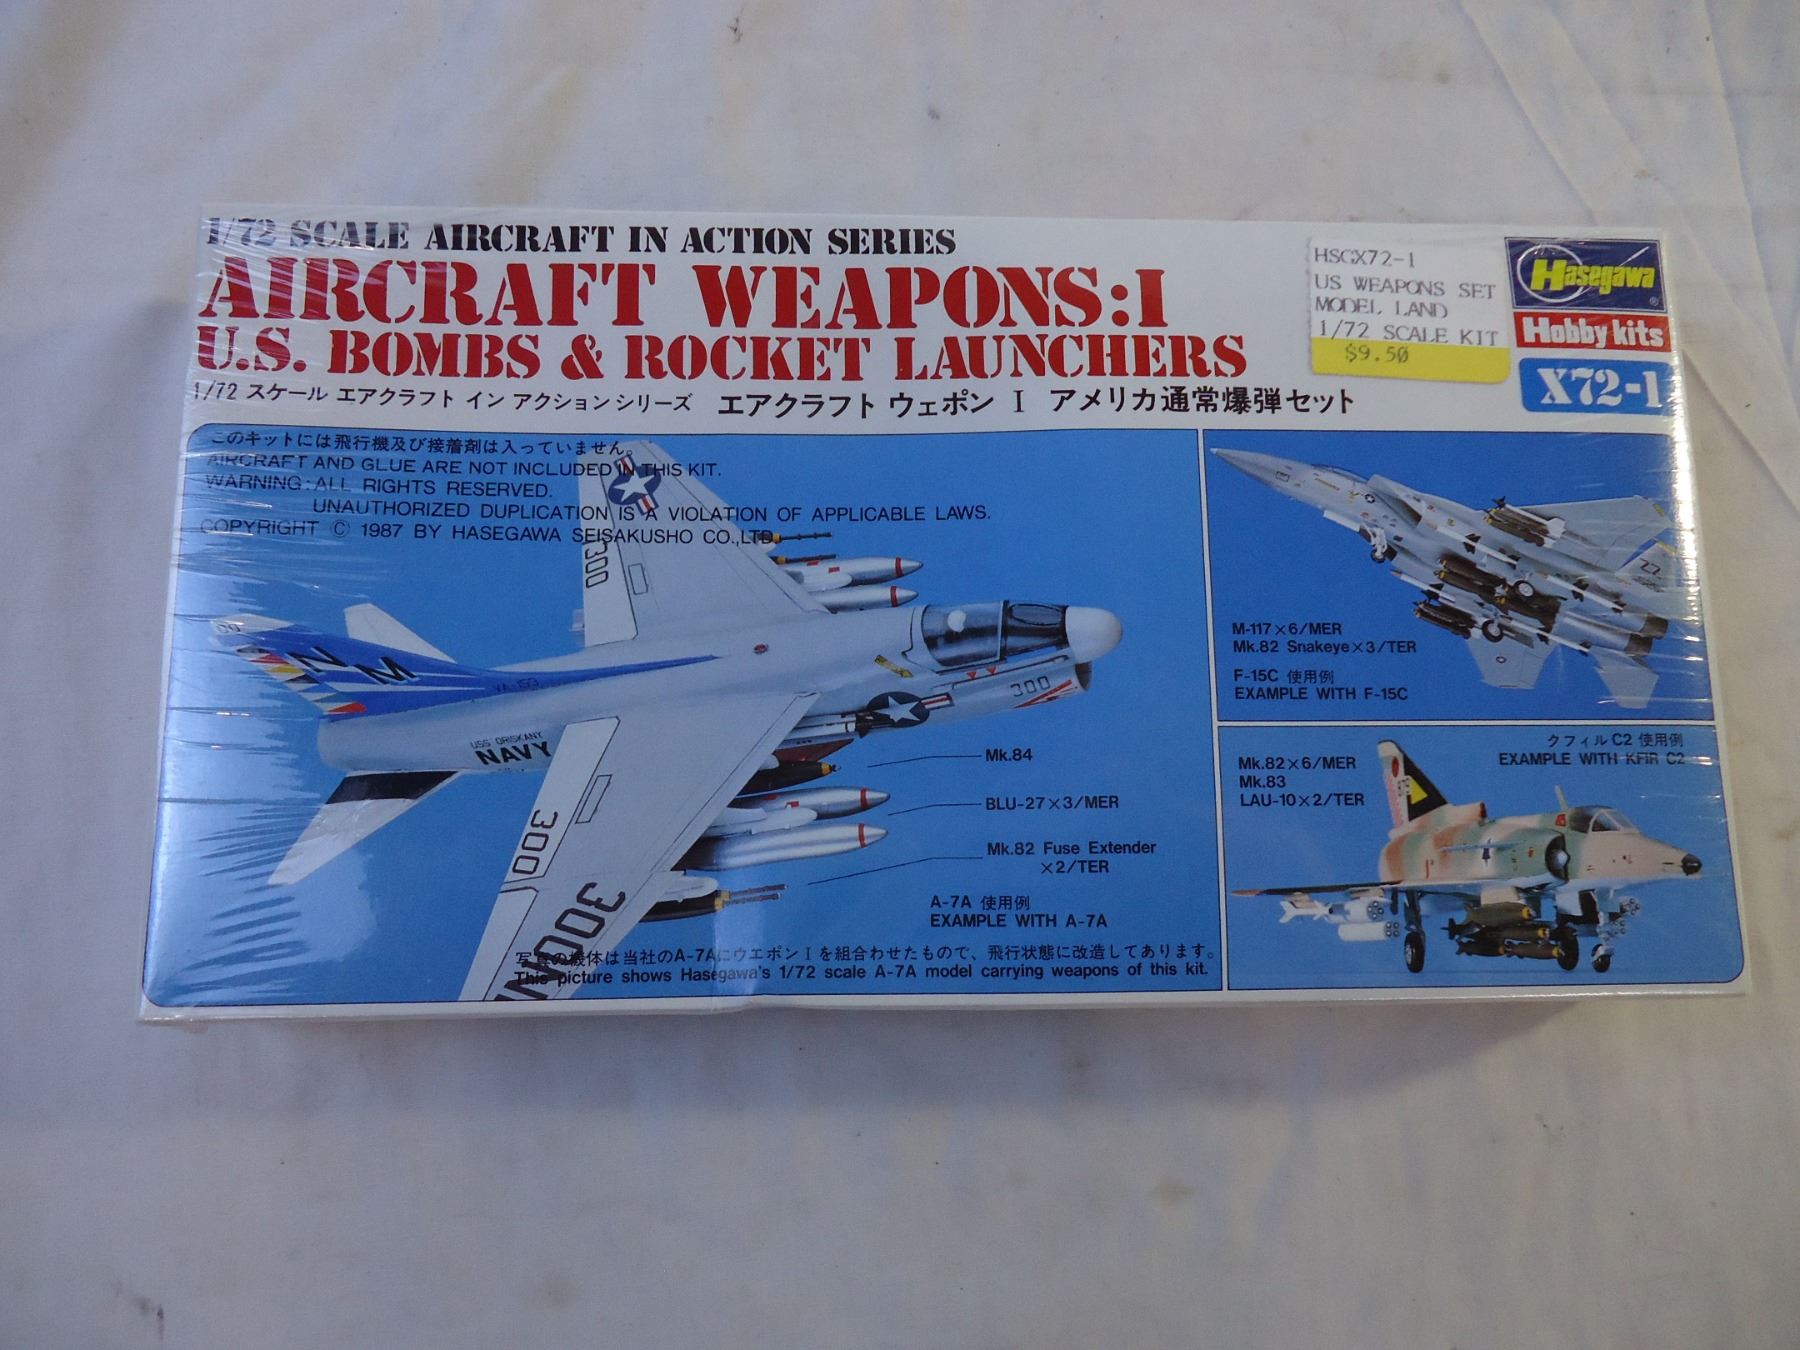 1/72 SCALE AIRCRAFT IN ACTION SERIES
AIRCRAFT WEAPONS:I
U.S. BOMBS & ROCKET LAUNCHERS
1/72 スケール エアクラフト イン アクションシリーズ エアクラフト ウェポン I アメリカ通常爆弾セット
HSGX72-1
US WEAPONS SET
MODEL LAND
1/72 SCALE KIT
$9.50
Hasegawa
Hobby kits
X72-1
このキットには飛行機及び接着剤は入っていません。
AIRCRAFT AND GLUE ARE NOT INCLUDED IN THIS KIT.
WARNING: ALL RIGHTS RESERVED.
UNAUTHORIZED DUPLICATION IS A VIOLATION OF APPLICABLE LAWS.
COPYRIGHT © 1987 BY HASEGAWA SEISAKUSHO CO.,LTD.
300
NM
VA-153
USS ORISKANY
NAVY
300
300
300
NAVY
Mk.84
BLU-27×3/MER
Mk.82 Fuse Extender
×2/TER
A-7A 使用例
EXAMPLE WITH A-7A
写真の機体は当社のA-7AにウエポンIを組合わせたもので、飛行状態に改造してあります。
This picture shows Hasegawa's 1/72 scale A-7A model carrying weapons of this kit.
ZZ
M-117×6/MER
Mk.82 Snakeye×3/TER
F-15C 使用例
EXAMPLE WITH F-15C
クフィルC2 使用例
EXAMPLE WITH KFIR C2
Mk.82×6/MER
Mk.83
LAU-10×2/TER